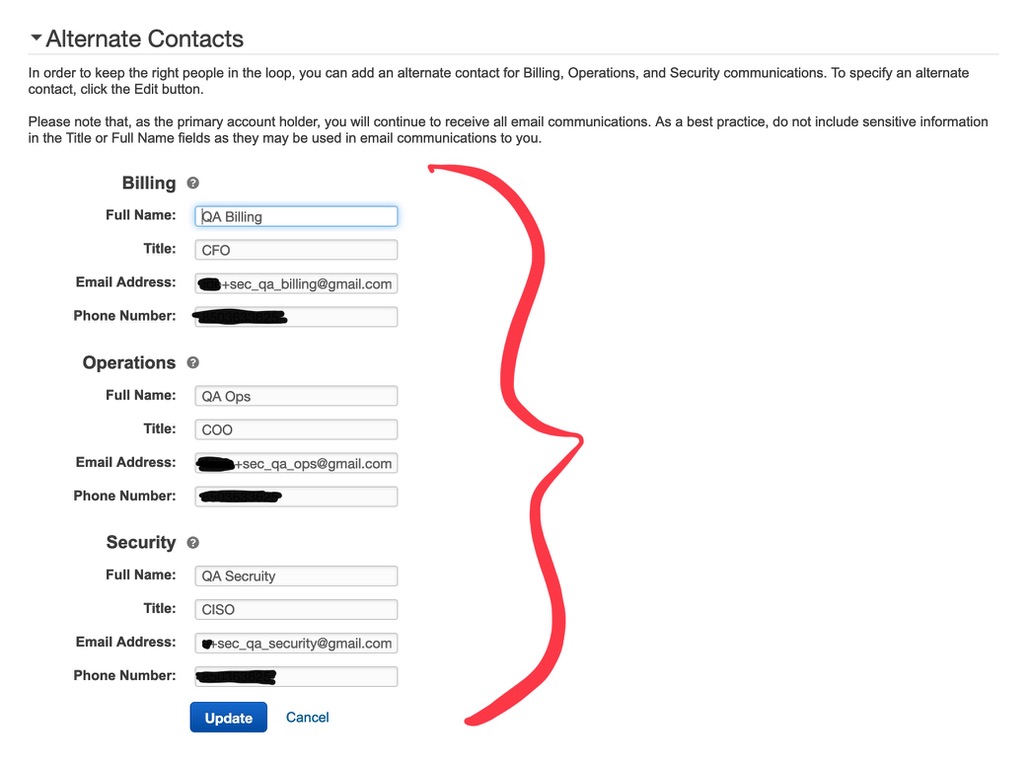 Alternate Contacts
In order to keep the right people in the loop, you can add an alternate contact for Billing, Operations, and Security communications. To specify an alternate
contact, click the Edit button.
Please note that, as the primary account holder, you will continue to receive all email communications. As a best practice, do not include sensitive information
in the Title or Full Name fields as they may be used in email communications to you.
Billing ?
Full Name: QA Billing
Title: CFO
Email Address: +sec_qa_billing@gmail.com
Phone Number:
Operations ?
Full Name: QA Ops
Title: COO
Email Address: +sec_qa_ops@gmail.com
Phone Number:
Security ?
Full Name: QA Secruity
Title: CISO
Email Address: +sec_qa_security@gmail.com
Phone Number:
Update Cancel